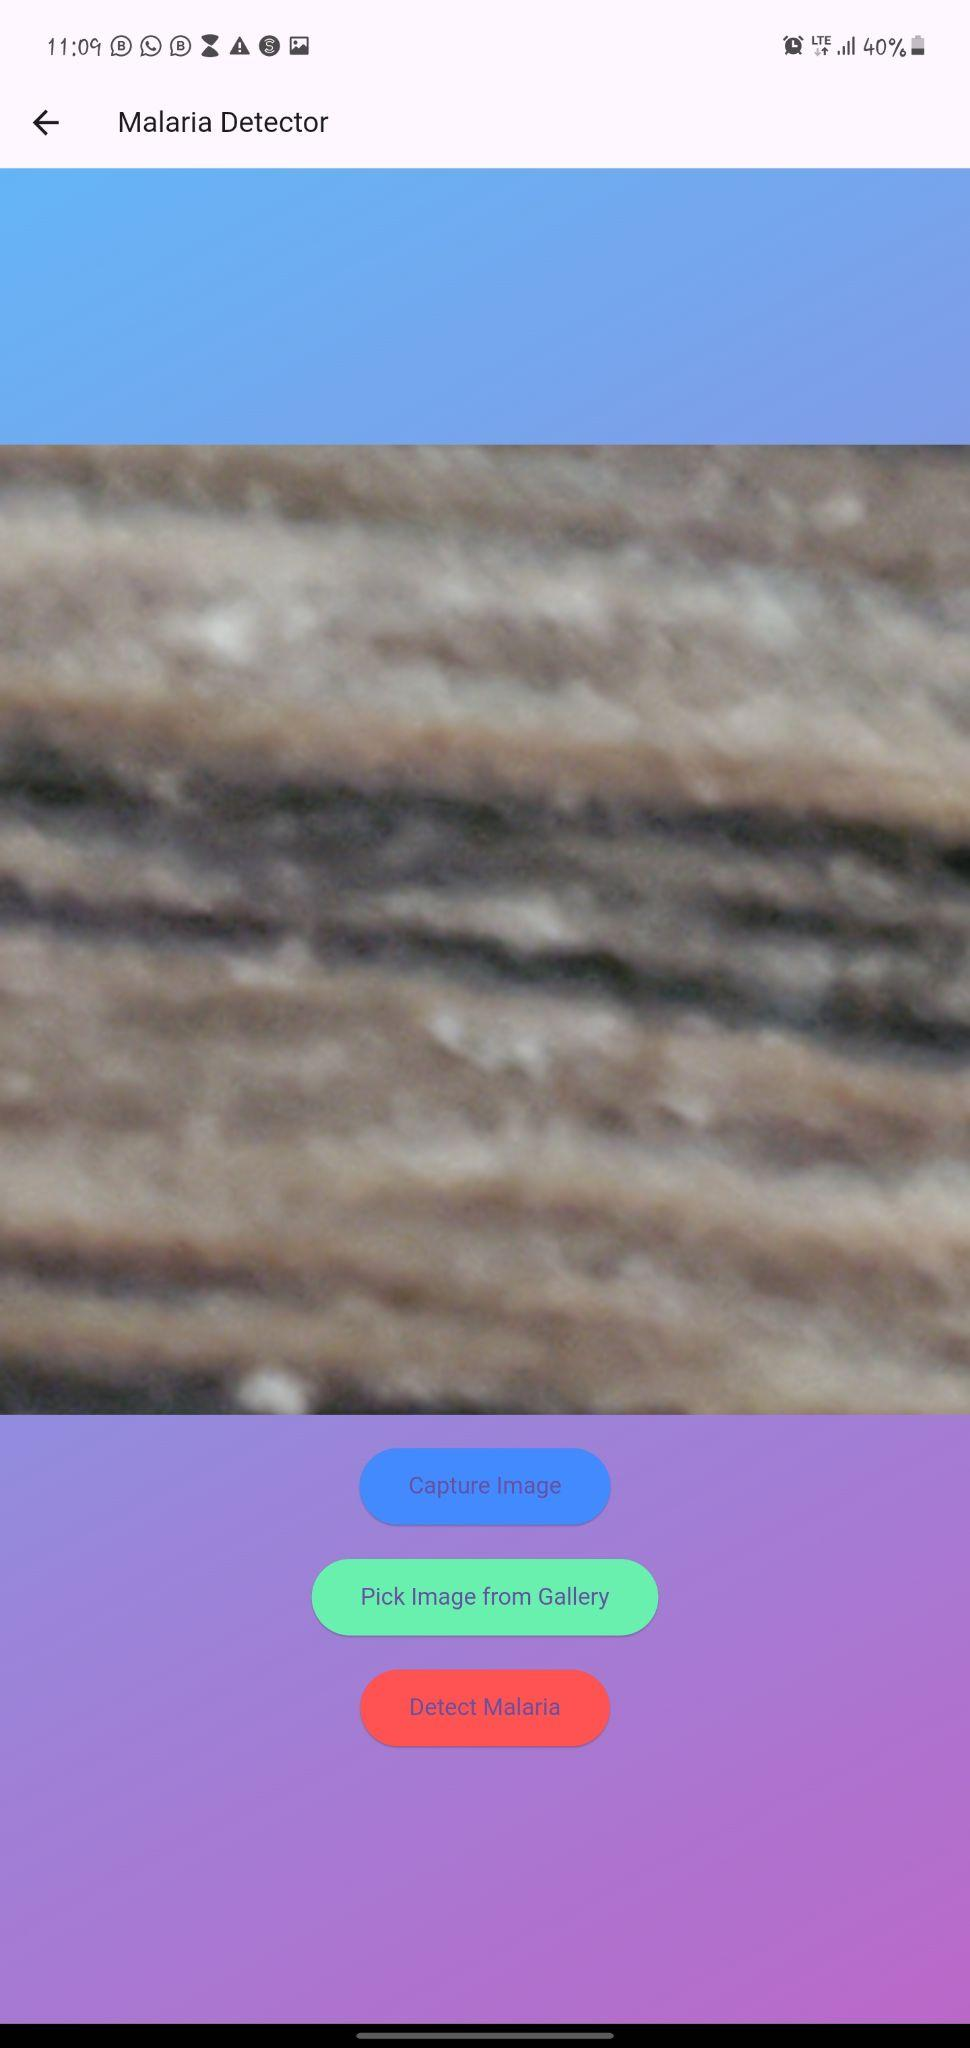 11:09 LTE 40%
Malaria Detector
Capture Image
Pick Image from Gallery
Detect Malaria